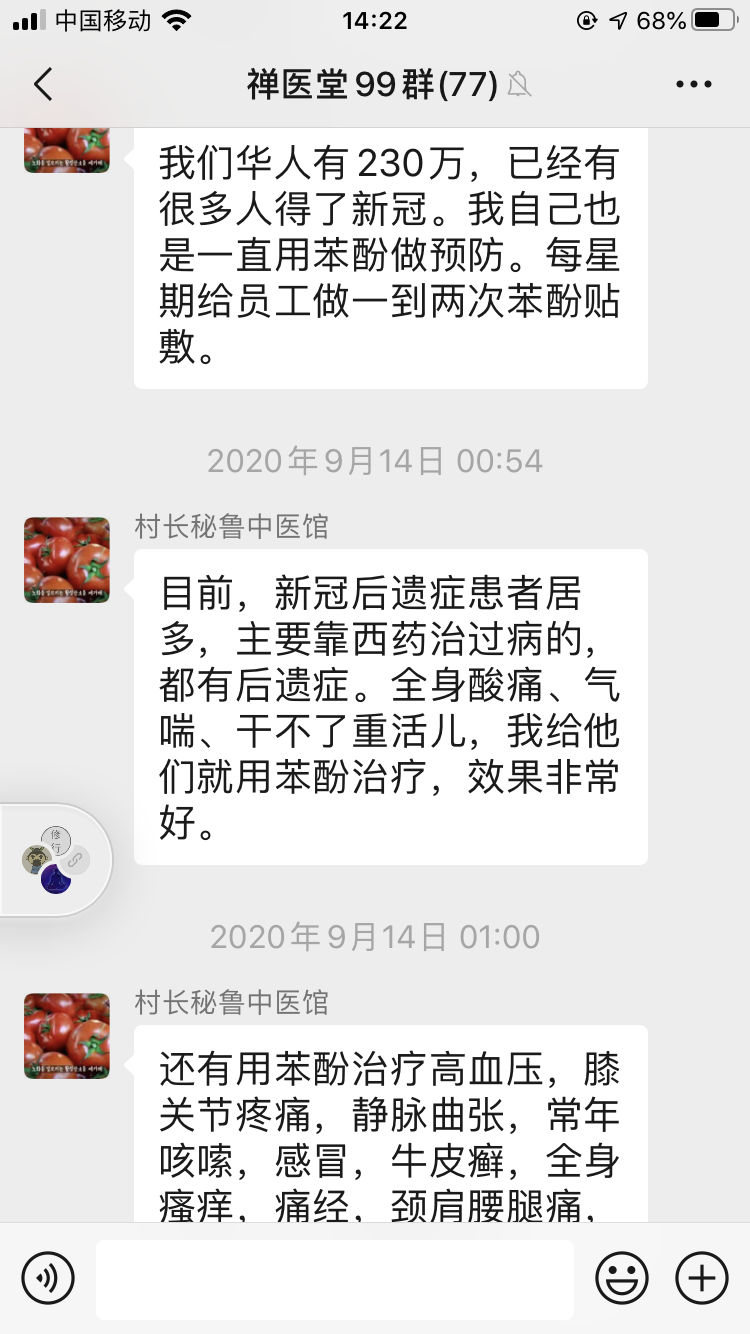 中国移动 14:22 68%
禅医堂99群(77)
我们华人有230万，已经有
很多人得了新冠。我自己也
是一直用苯酚做预防。每星
期给员工做一到两次苯酚贴
敷。
2020年9月14日 00:54
村长秘鲁中医馆
目前，新冠后遗症患者居
多，主要靠西药治过病的，
都有后遗症。全身酸痛、气
喘、干不了重活儿，我给他
们就用苯酚治疗，效果非常
好。
修
行
2020年9月14日 01:00
村长秘鲁中医馆
还有用苯酚治疗高血压，膝
关节疼痛，静脉曲张，常年
咳嗦，感冒，牛皮癣，全身
瘙痒，痛经，颈肩腰腿痛，